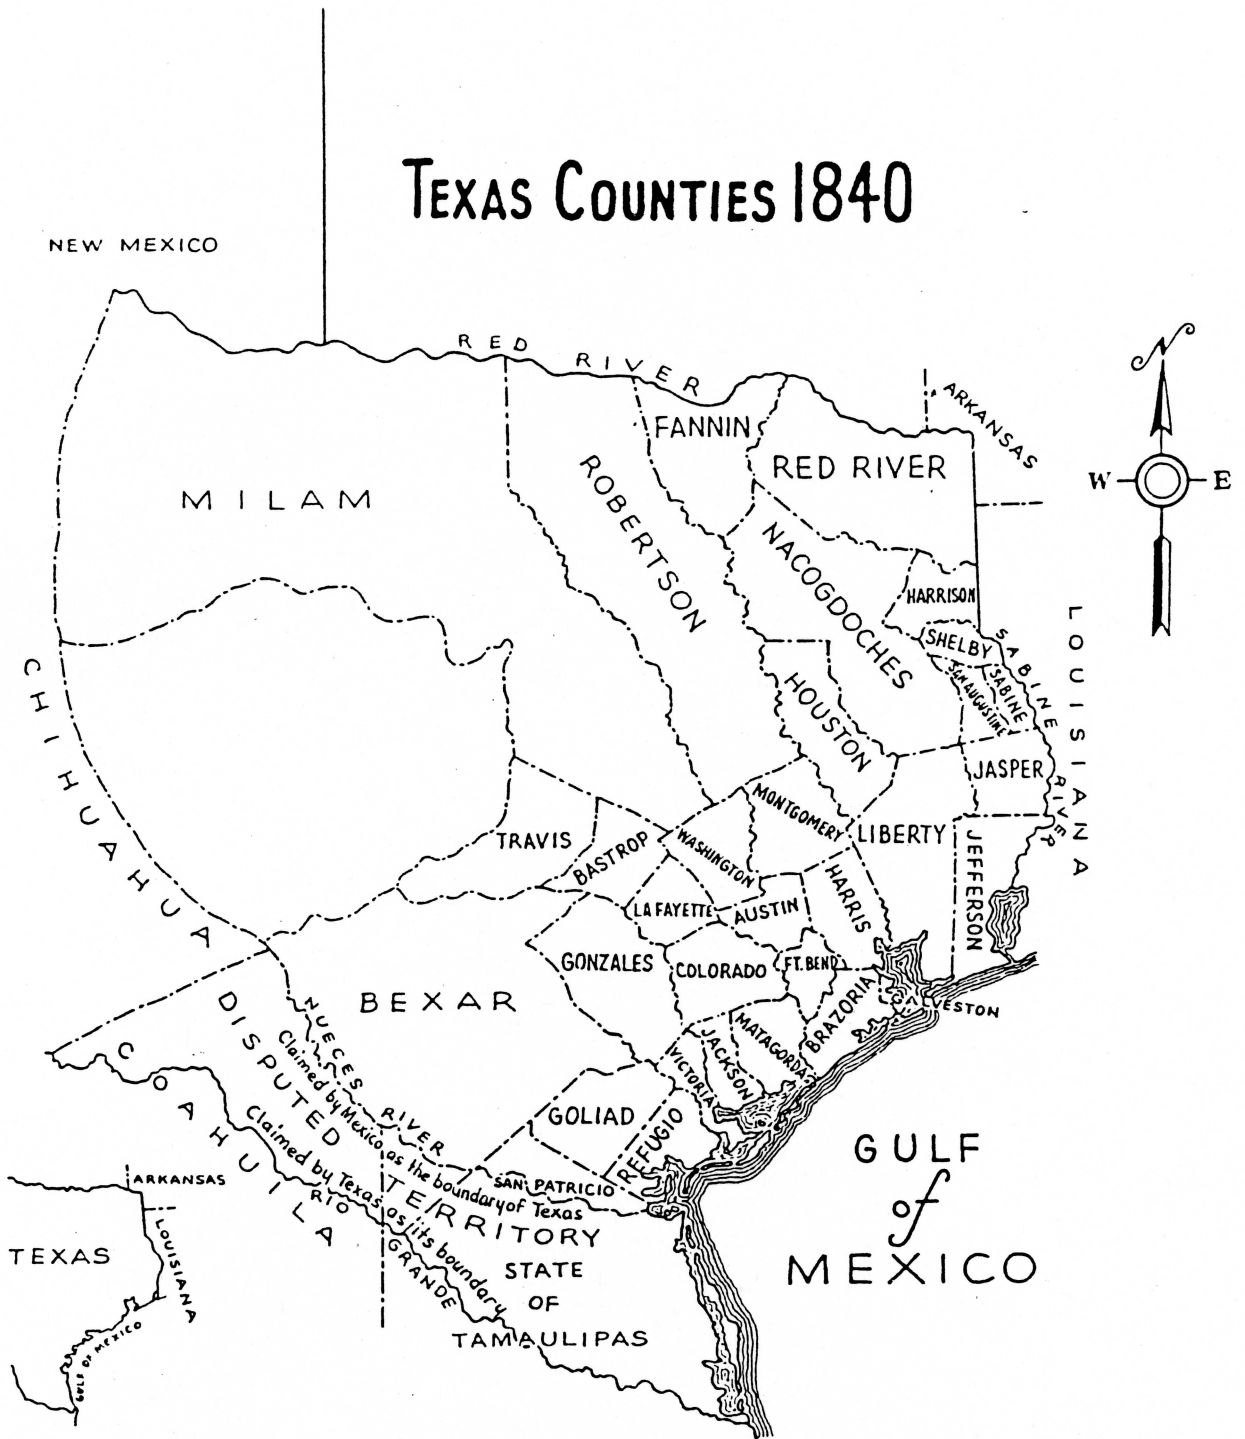 TEXAS COUNTIES 1840
NEW MEXICO
N
W
E
RED RIVER
ARKANSAS
FANNIN
RED RIVER
MILAM
ROBERTSON
NACOGDOCHES
HARRISON
SHELBY
SABINE RIVER
LOUISIANA
SAN AUGUSTINE
SABINE
HOUSTON
CHIHUAHUA
JASPER
MONTGOMERY
LIBERTY
TRAVIS
BASTROP
WASHINGTON
JEFFERSON
HARRIS
LA FAYETTE
AUSTIN
GONZALES
COLORADO
FT. BEND
BEXAR
BRAZORIA
GALVESTON
MATAGORDA
JACKSON
VICTORIA
NUECES RIVER
DISPUTED
TERRITORY
Claimed by Mexico as the boundary of Texas
Claimed by Texas as its boundary
COAHUILA
GOLIAD
REFUGIO
SAN PATRICIO
RIO GRANDE
STATE
OF
TAMAULIPAS
GULF
of
MEXICO
ARKANSAS
LOUISIANA
TEXAS
GULF OF MEXICO